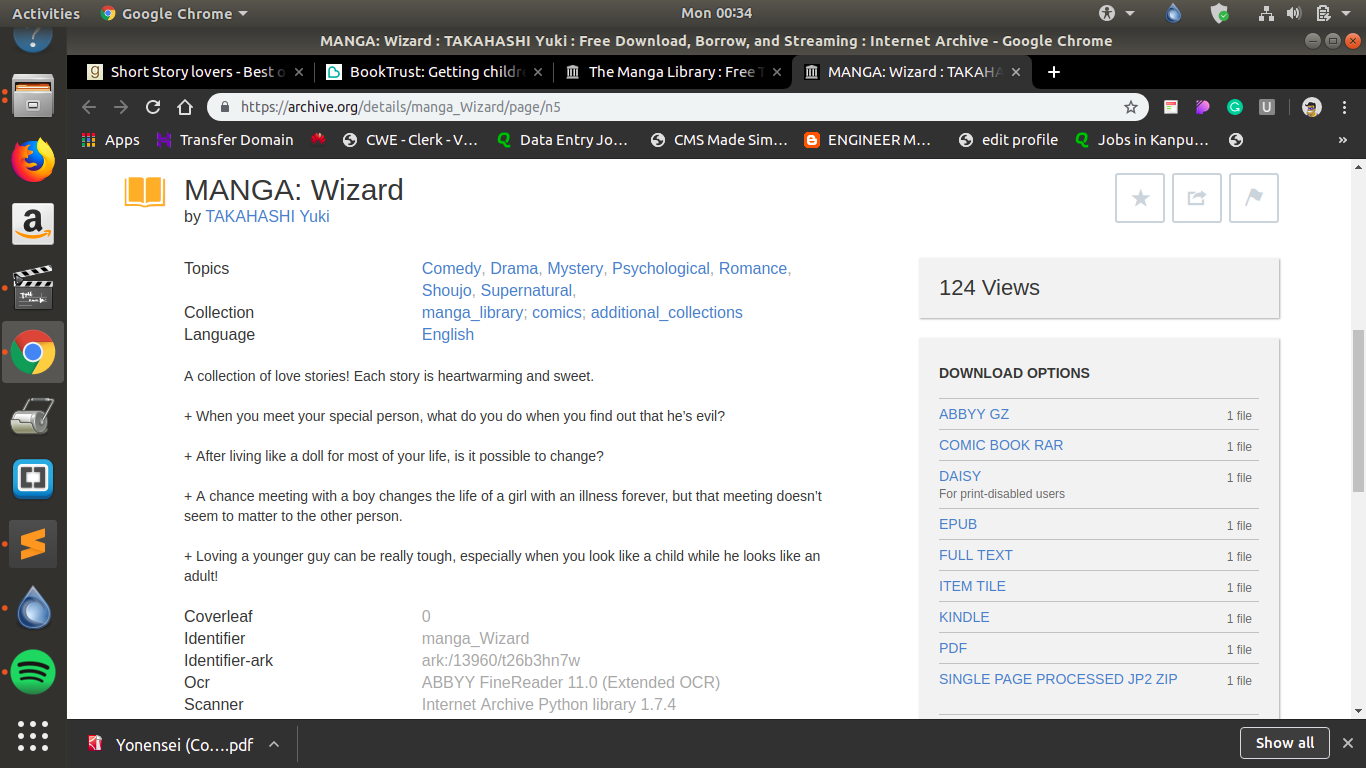 Activities Google Chrome Mon 00:34
MANGA: Wizard : TAKAHASHI Yuki : Free Download, Borrow, and Streaming : Internet Archive - Google Chrome
Short Story lovers - Best o BookTrust: Getting childre The Manga Library : Free T MANGA: Wizard : TAKAHA
https://archive.org/details/manga_Wizard/page/n5
Apps Transfer Domain CWE - Clerk - V... Data Entry Jo... CMS Made Sim... ENGINEER M... edit profile Jobs in Kanpu... »
MANGA: Wizard
by TAKAHASHI Yuki
Topics Comedy, Drama, Mystery, Psychological, Romance,
Shoujo, Supernatural,
Collection manga_library; comics; additional_collections
Language English
A collection of love stories! Each story is heartwarming and sweet.
+ When you meet your special person, what do you do when you find out that he’s evil?
+ After living like a doll for most of your life, is it possible to change?
+ A chance meeting with a boy changes the life of a girl with an illness forever, but that meeting doesn’t
seem to matter to the other person.
+ Loving a younger guy can be really tough, especially when you look like a child while he looks like an
adult!
Coverleaf 0
Identifier manga_Wizard
Identifier-ark ark:/13960/t26b3hn7w
Ocr ABBYY FineReader 11.0 (Extended OCR)
Scanner Internet Archive Python library 1.7.4
124 Views
DOWNLOAD OPTIONS
ABBYY GZ 1 file
COMIC BOOK RAR 1 file
DAISY 1 file
For print-disabled users
EPUB 1 file
FULL TEXT 1 file
ITEM TILE 1 file
KINDLE 1 file
PDF 1 file
SINGLE PAGE PROCESSED JP2 ZIP 1 file
Yonensei (Co....pdf Show all